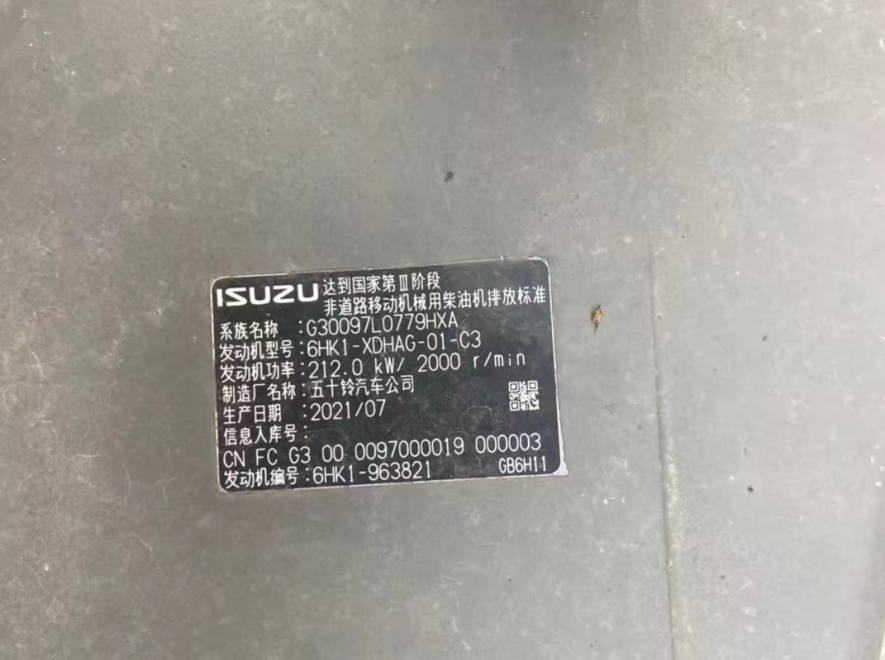 ISUZU 达到国家第Ⅲ阶段
非道路移动机械用柴油机排放标准
系族名称 :G30097L0779HXA
发动机型号:6HK1-XDHAG-01-C3
发动机功率:212.0 kW/ 2000 r/min
制造厂名称:五十铃汽车公司
生产日期 :2021/07
信息入库号:
CN FC G3 00 0097000019 000003
发动机编号:6HK1-963821 GB6H11